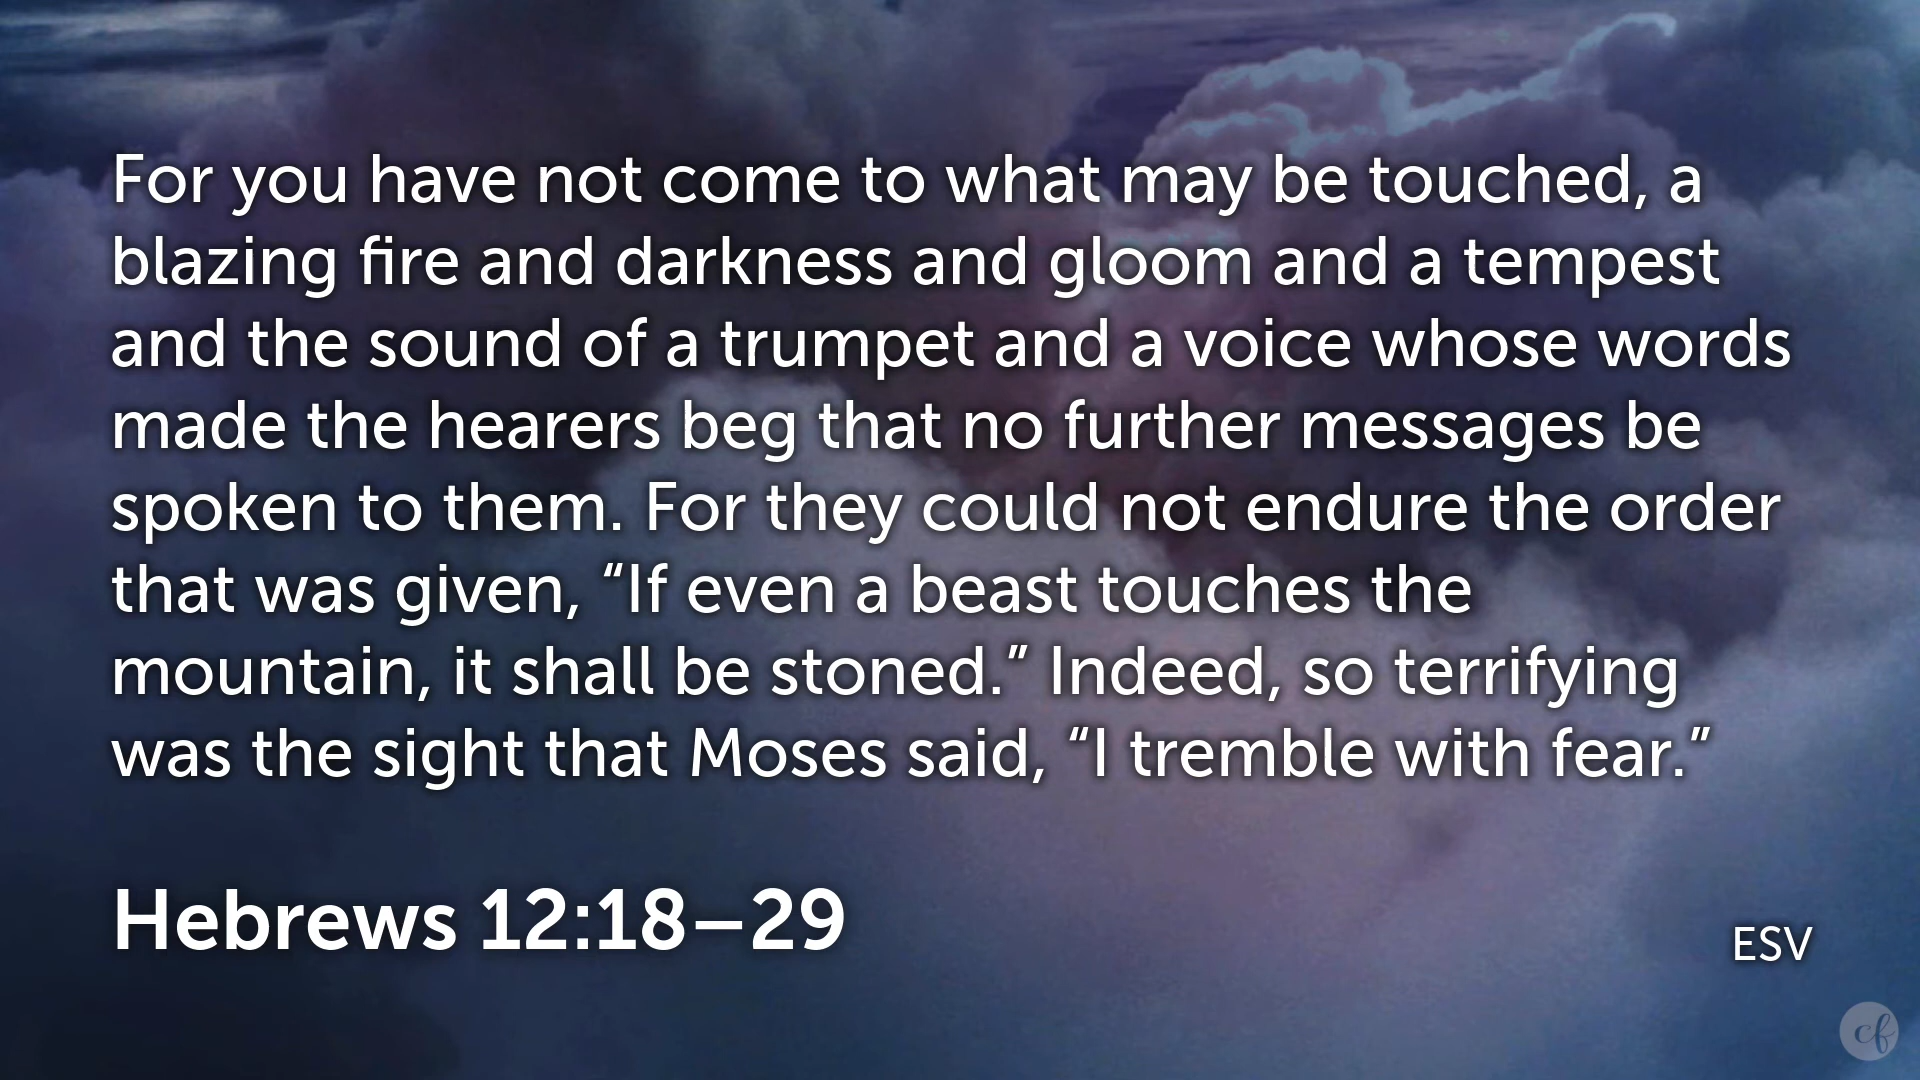 For you have not come to what may be touched, a
blazing fire and darkness and gloom and a tempest
and the sound of a trumpet and a voice whose words
made the hearers beg that no further messages be
spoken to them. For they could not endure the order
that was given, “If even a beast touches the
mountain, it shall be stoned.” Indeed, so terrifying
was the sight that Moses said, “I tremble with fear.”
Hebrews 12:18–29
ESV
cf